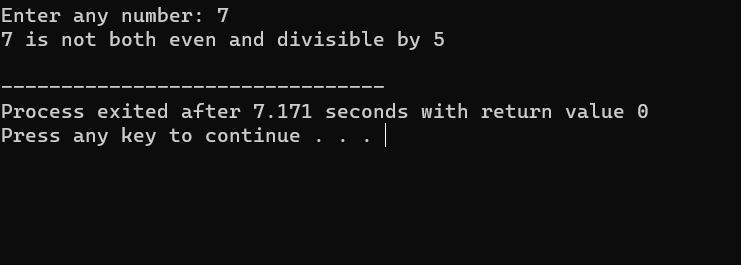 Enter any number: 7
7 is not both even and divisible by 5
--------------------------------
Process exited after 7.171 seconds with return value 0
Press any key to continue . . .